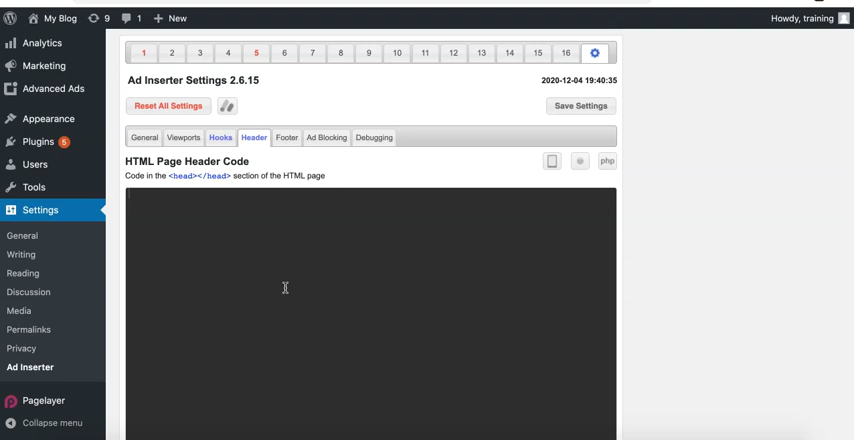 My Blog 9 1 + New Howdy, training
Analytics
Marketing
Advanced Ads
Appearance
Plugins 5
Users
Tools
Settings
General
Writing
Reading
Discussion
Media
Permalinks
Privacy
Ad Inserter
Pagelayer
Collapse menu
1 2 3 4 5 6 7 8 9 10 11 12 13 14 15 16
Ad Inserter Settings 2.6.15 2020-12-04 19:40:35
Reset All Settings Save Settings
General Viewports Hooks Header Footer Ad Blocking Debugging
HTML Page Header Code php
Code in the <head></head> section of the HTML page